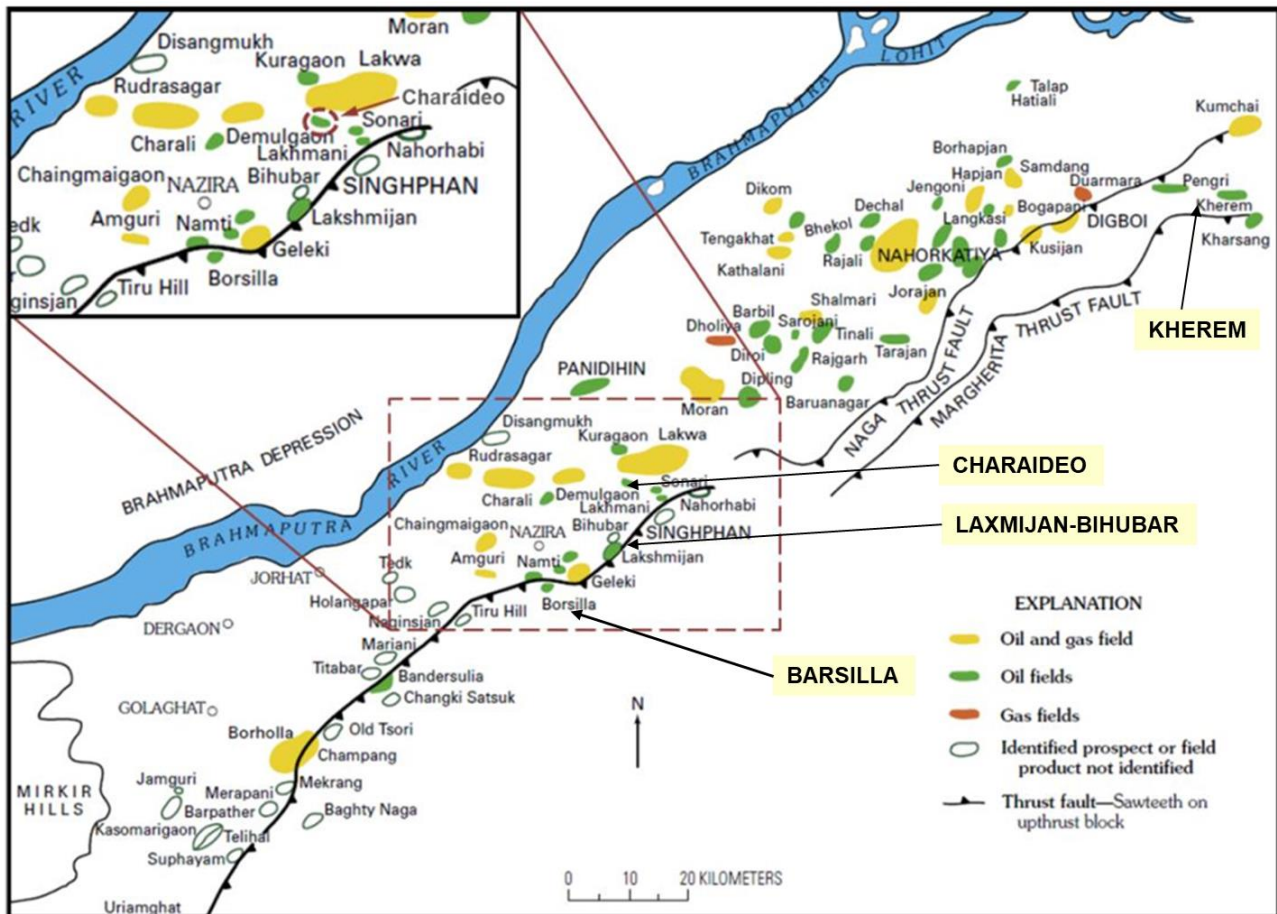 Moran
Disangmukh
Kuragaon
Lakwa
RIVER
Rudrasagar
Charaideo
Sonari
Charali
Demulgaon
Lakhmani
Nahorhabi
Chaingmaigaon
Bihubar
NAZIRA
SINGHPHAN
Amguri
Namti
Lakshmijan
edk
Geleki
Borsilla
ginsjan
Tiru Hill
LOHIT
BRAHMAPUTRA
Talap
Hatiali
Kumchai
Borhapjan
Samdang
Hapjan
Duarmara
Pengri
Dikom
Jengoni
Dechal
Langkasi
Bogapani
Kherem
Bhekol
DIGBOI
Tengakhat
Kharsang
Rajali
NAHORKATIYA
Kusijan
Kathalani
Jorajan
Shalmari
Barbil
Sarojani
Dholiya
Tinali
Diroi
Rajgarh
Tarajan
Dipling
Baruanagar
NAGA THRUST FAULT
MARGHERITA THRUST FAULT
KHEREM
PANIDIHIN
Moran
Disangmukh
Kuragaon
Lakwa
BRAHMAPUTRA DEPRESSION
RIVER
Rudrasagar
CHARAIDEO
Sonari
Charali
Demulgaon
Lakhmani
Nahorhabi
Chaingmaigaon
Bihubar
NAZIRA
SINGHPHAN
LAXMIJAN-BIHUBAR
BRAHMAPUTRA
Amguri
Namti
Lakshmijan
Tedk
Geleki
JORHAT
Holangapar
Borsilla
Naginsjan
Tiru Hill
DERGAON
Mariani
Titabar
Bandersulia
BARSILLA
Changki Satsuk
GOLAGHAT
Old Tsori
Borholla
Champang
Jamguri
Mekrang
Merapani
MIRKIR
HILLS
Barpather
Baghty Naga
Kasomarigaon
Telihal
Suphayam
Uriamghat
N
0 10 20 KILOMETERS
EXPLANATION
Oil and gas field
Oil fields
Gas fields
Identified prospect or field
product not identified
Thrust fault—Sawteeth on
upthrust block